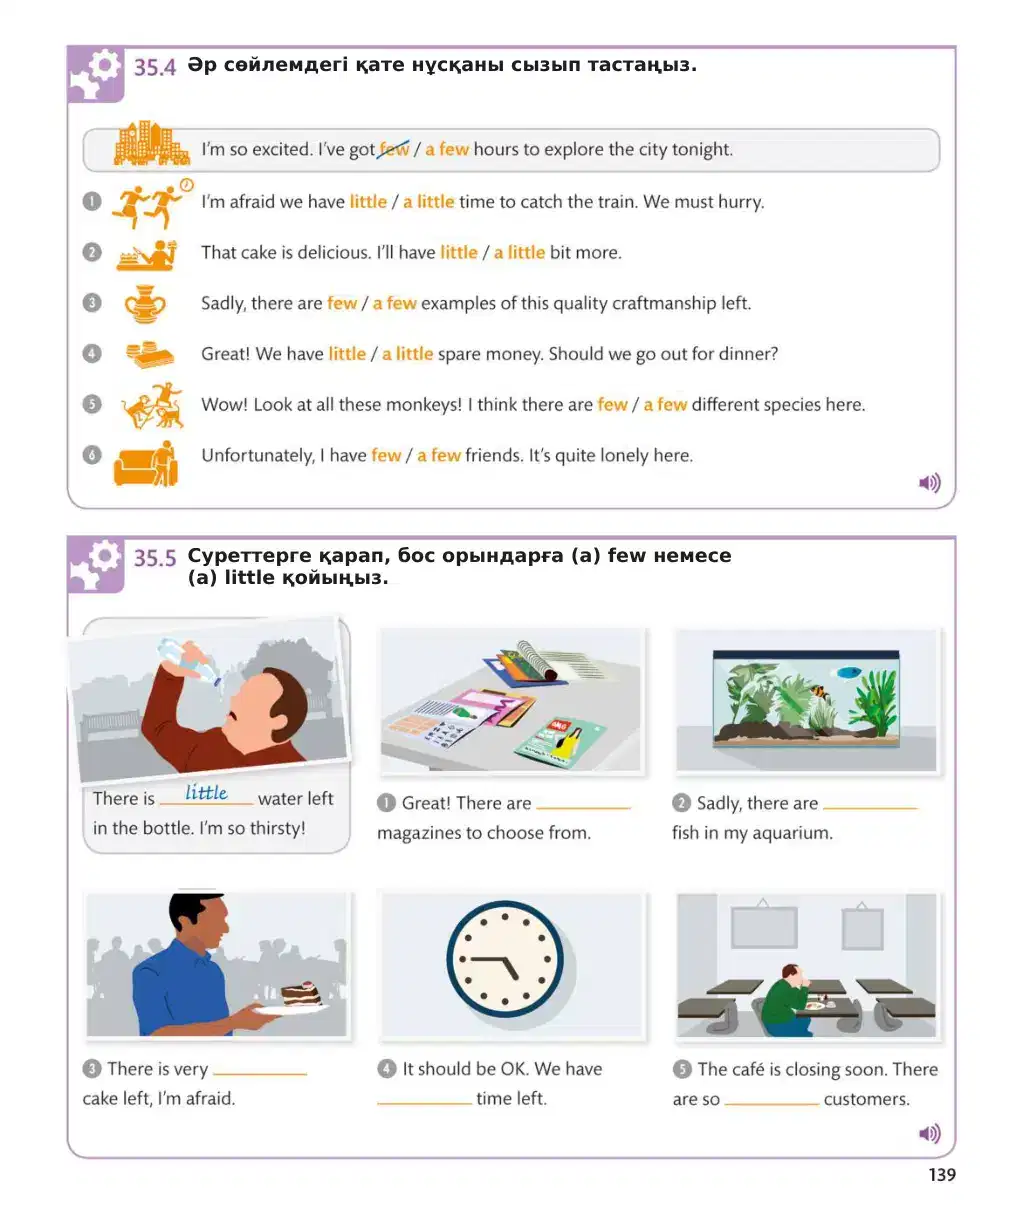 35.4 Әр сөйлемдегі қате нұсқаны сызып тастаңыз.
I'm so excited. I've got few / a few hours to explore the city tonight.
1 I'm afraid we have little / a little time to catch the train. We must hurry.
2 That cake is delicious. I'll have little / a little bit more.
3 Sadly, there are few / a few examples of this quality craftmanship left.
4 Great! We have little / a little spare money. Should we go out for dinner?
5 Wow! Look at all these monkeys! I think there are few / a few different species here.
6 Unfortunately, I have few / a few friends. It's quite lonely here.
35.5 Суреттерге қарап, бос орындарға (a) few немесе
(a) little қойыңыз.
There is little water left
in the bottle. I'm so thirsty!
1 Great! There are ____
magazines to choose from.
2 Sadly, there are ____
fish in my aquarium.
3 There is very ____
cake left, I'm afraid.
4 It should be OK. We have
____ time left.
5 The café is closing soon. There
are so ____ customers.
139